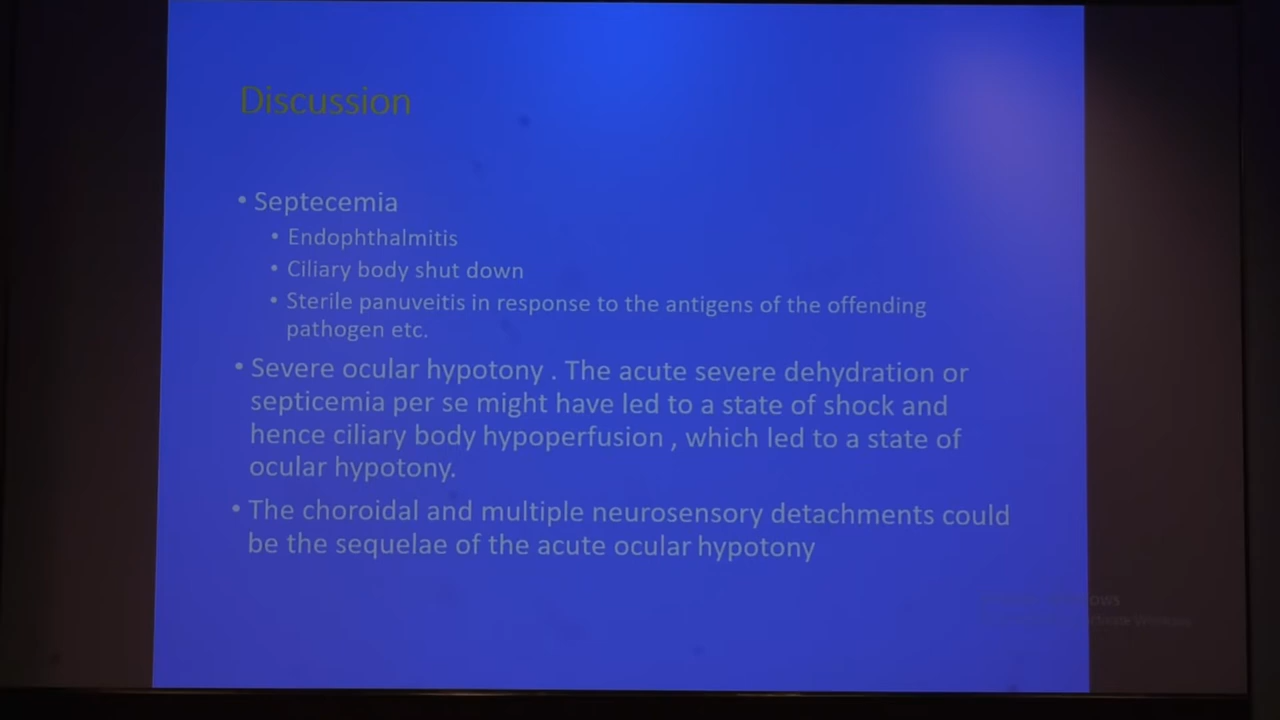 Discussion
• Septecemia
• Endophthalmitis
• Ciliary body shut down
• Sterile panuveitis in response to the antigens of the offending
pathogen etc.
• Severe ocular hypotony . The acute severe dehydration or
septicemia per se might have led to a state of shock and
hence ciliary body hypoperfusion , which led to a state of
ocular hypotony.
• The choroidal and multiple neurosensory detachments could
be the sequelae of the acute ocular hypotony